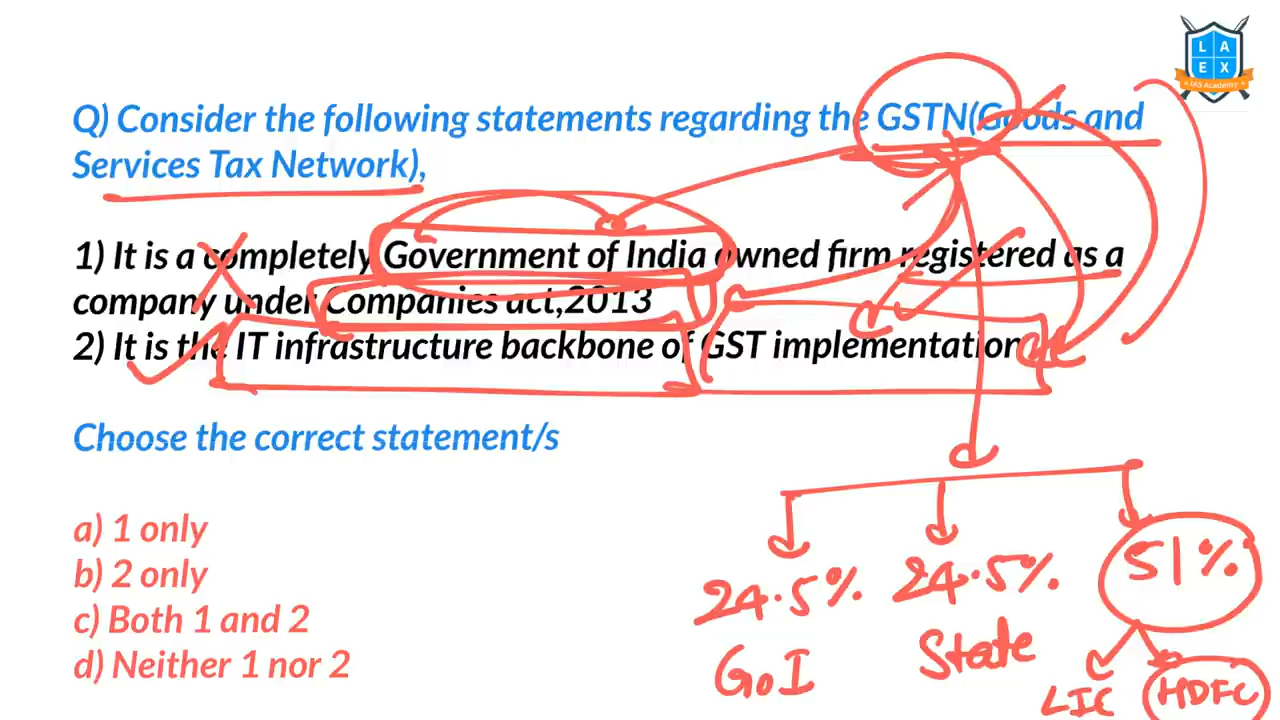 L A
E X
IAS Academy
Q) Consider the following statements regarding the GSTN(Goods and
Services Tax Network),
1) It is a completely Government of India owned firm registered as a
company under Companies act,2013
2) It is the IT infrastructure backbone of GST implementation
Choose the correct statement/s
a) 1 only
b) 2 only
c) Both 1 and 2
d) Neither 1 nor 2
24.5% 24.5% 51%
GoI State
LIC HDFC